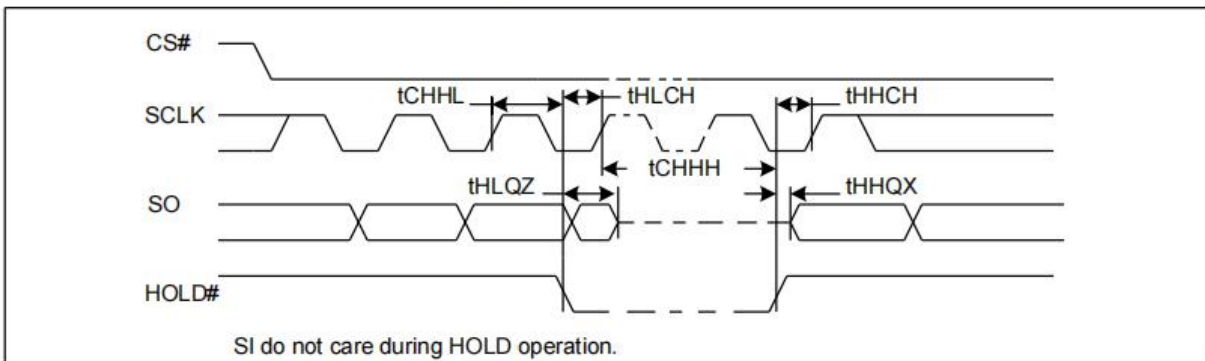 CS#
tCHHL
tHLCH
tHHCH
SCLK
tCHHH
tHLQZ
tHHQX
SO
HOLD#
SI do not care during HOLD operation.